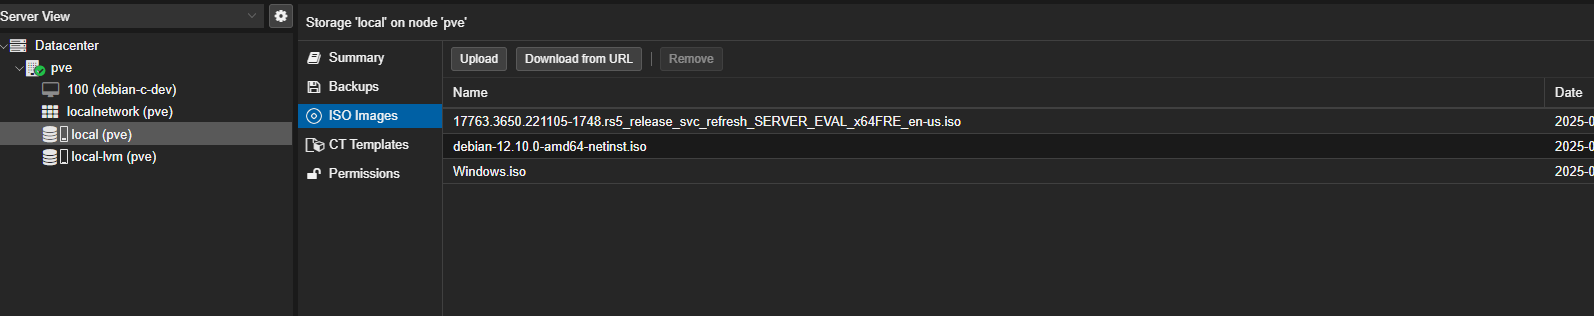 Server View
Datacenter
pve
100 (debian-c-dev)
localnetwork (pve)
local (pve)
local-lvm (pve)
Storage 'local' on node 'pve'
Summary
Backups
ISO Images
CT Templates
Permissions
Upload
Download from URL
Remove
Name
Date
17763.3650.221105-1748.rs5_release_svc_refresh_SERVER_EVAL_x64FRE_en-us.iso
2025-0
debian-12.10.0-amd64-netinst.iso
2025-0
Windows.iso
2025-0